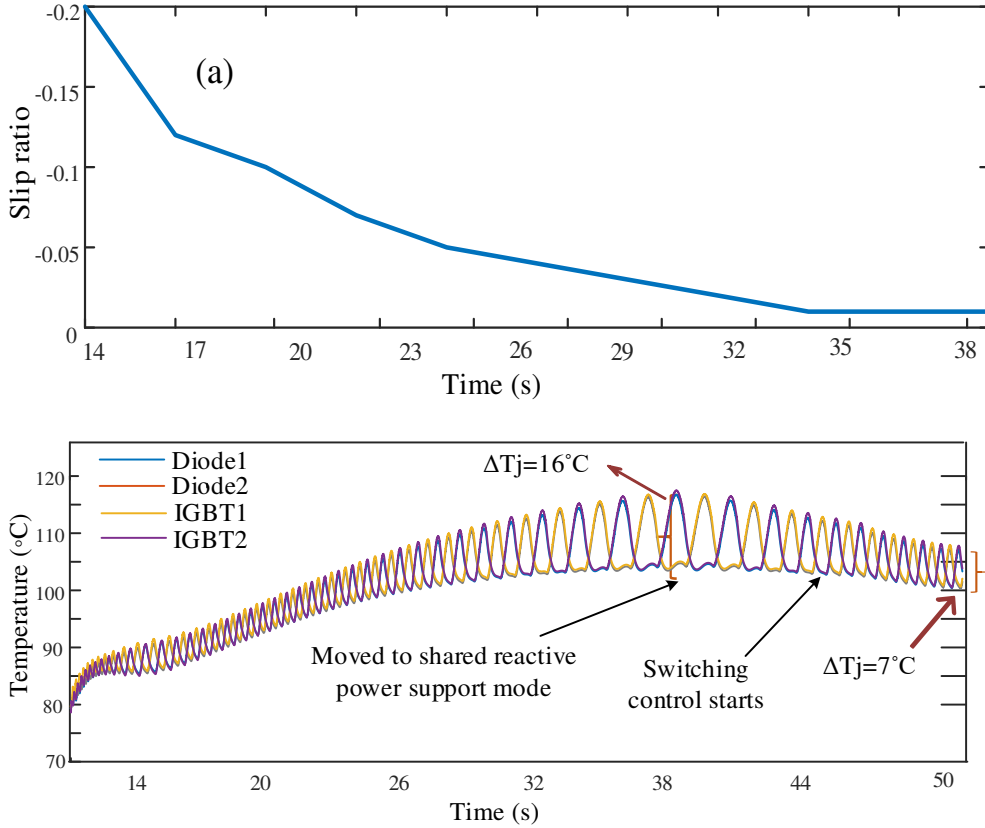 -0.2
(a)
-0.15
-0.1
-0.05
0
Slip ratio
14 17 20 23 26 29 32 35 38
Time (s)
120
110
100
90
80
70
Temperature (°C)
Diode1
Diode2
IGBT1
IGBT2
ΔTj=16°C
Moved to shared reactive
power support mode
Switching
control starts
ΔTj=7°C
14 20 26 32 38 44 50
Time (s)